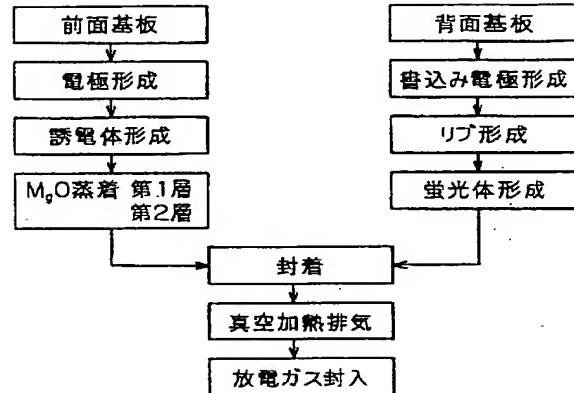 前面基板
電極形成
誘電体形成
MgO蒸着 第1層
第2層
背面基板
書込み電極形成
リブ形成
蛍光体形成
封着
真空加熱排気
放電ガス封入